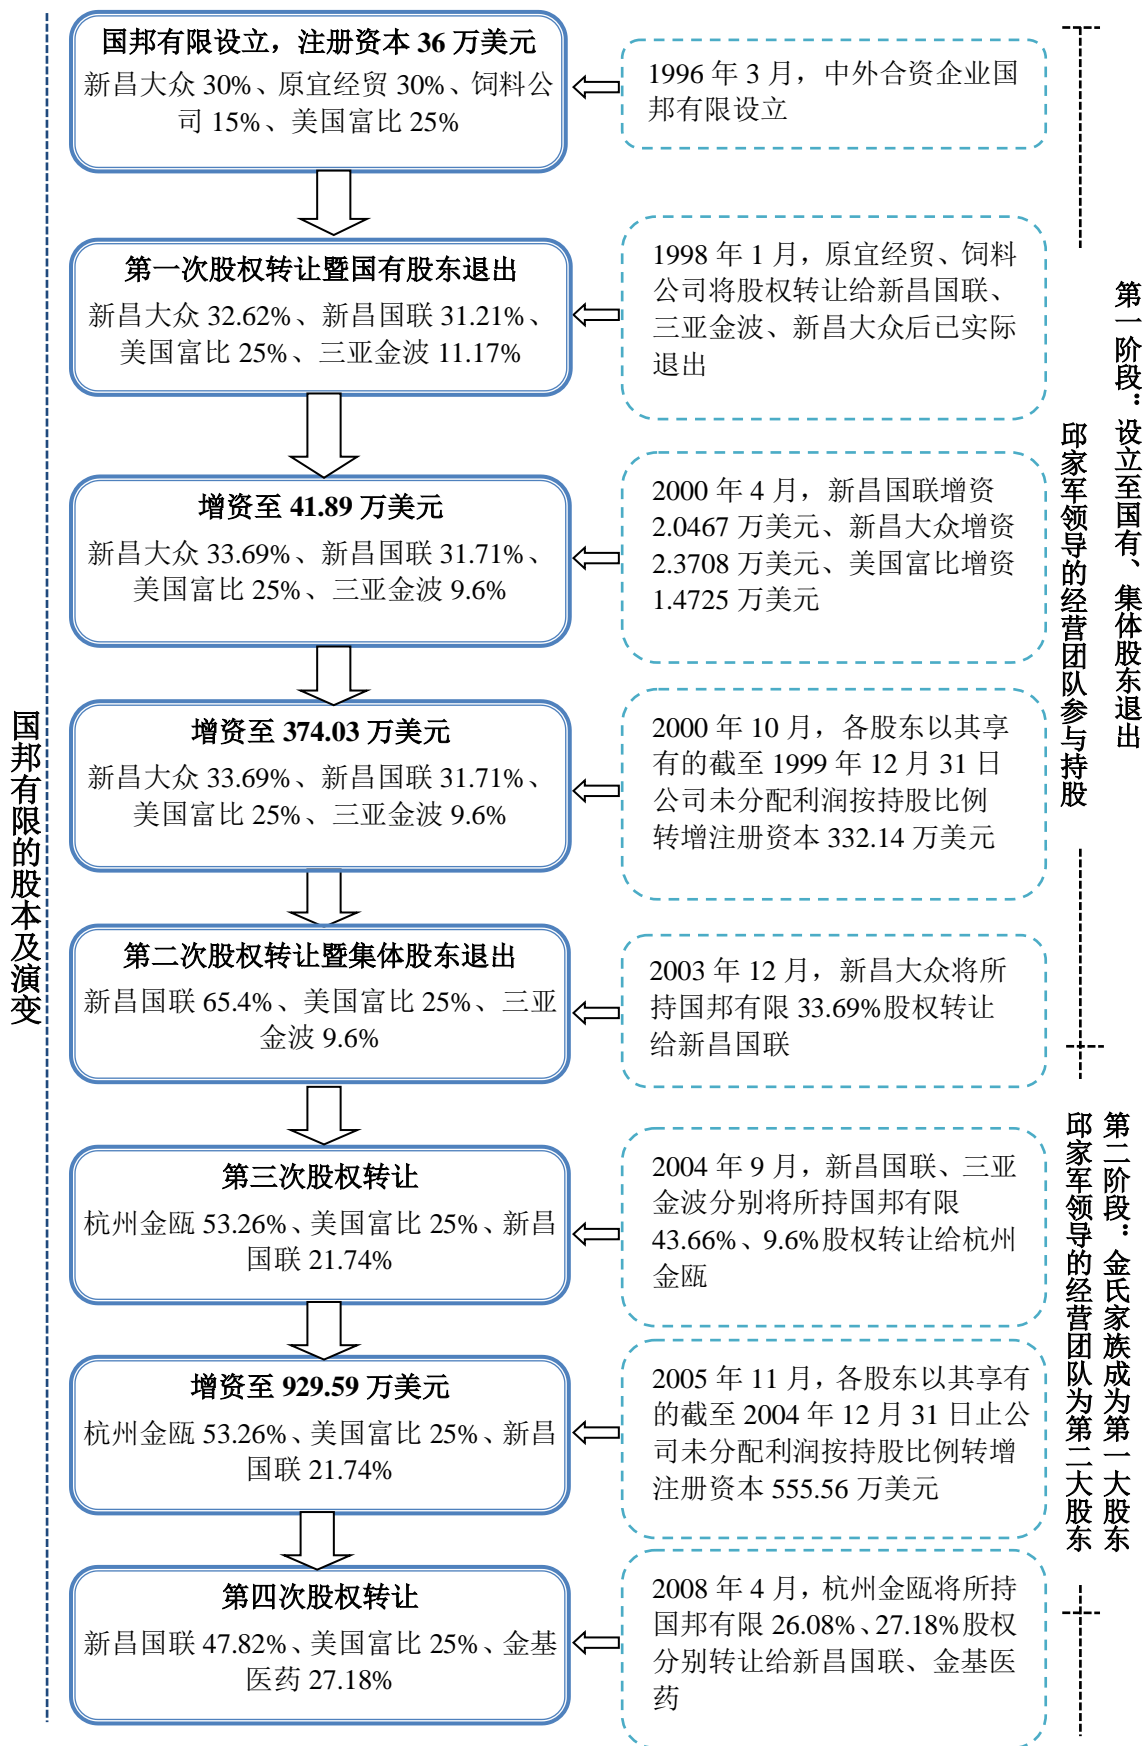 国邦有限的股本及演变
国邦有限设立，注册资本 36 万美元
新昌大众 30%、原宜经贸 30%、饲料公
司 15%、美国富比 25%
1996 年 3 月，中外合资企业国
邦有限设立
第一次股权转让暨国有股东退出
新昌大众 32.62%、新昌国联 31.21%、
美国富比 25%、三亚金波 11.17%
1998 年 1 月，原宜经贸、饲料
公司将股权转让给新昌国联、
三亚金波、新昌大众后已实际
退出
增资至 41.89 万美元
新昌大众 33.69%、新昌国联 31.71%、
美国富比 25%、三亚金波 9.6%
2000 年 4 月，新昌国联增资
2.0467 万美元、新昌大众增资
2.3708 万美元、美国富比增资
1.4725 万美元
增资至 374.03 万美元
新昌大众 33.69%、新昌国联 31.71%、
美国富比 25%、三亚金波 9.6%
2000 年 10 月，各股东以其享
有的截至 1999 年 12 月 31 日
公司未分配利润按持股比例
转增注册资本 332.14 万美元
第二次股权转让暨集体股东退出
新昌国联 65.4%、美国富比 25%、三亚
金波 9.6%
2003 年 12 月，新昌大众将所
持国邦有限 33.69%股权转让
给新昌国联
第三次股权转让
杭州金瓯 53.26%、美国富比 25%、新昌
国联 21.74%
2004 年 9 月，新昌国联、三亚
金波分别将所持国邦有限
43.66%、9.6%股权转让给杭州
金瓯
增资至 929.59 万美元
杭州金瓯 53.26%、美国富比 25%、新昌
国联 21.74%
2005 年 11 月，各股东以其享有
的截至 2004 年 12 月 31 日止公
司未分配利润按持股比例转增
注册资本 555.56 万美元
第四次股权转让
新昌国联 47.82%、美国富比 25%、金基
医药 27.18%
2008 年 4 月，杭州金瓯将所持
国邦有限 26.08%、27.18%股权
分别转让给新昌国联、金基医
药
第一阶段：设立至国有、集体股东退出
邱家军领导的经营团队参与持股
第二阶段：金氏家族成为第一大股东
邱家军领导的经营团队为第二大股东